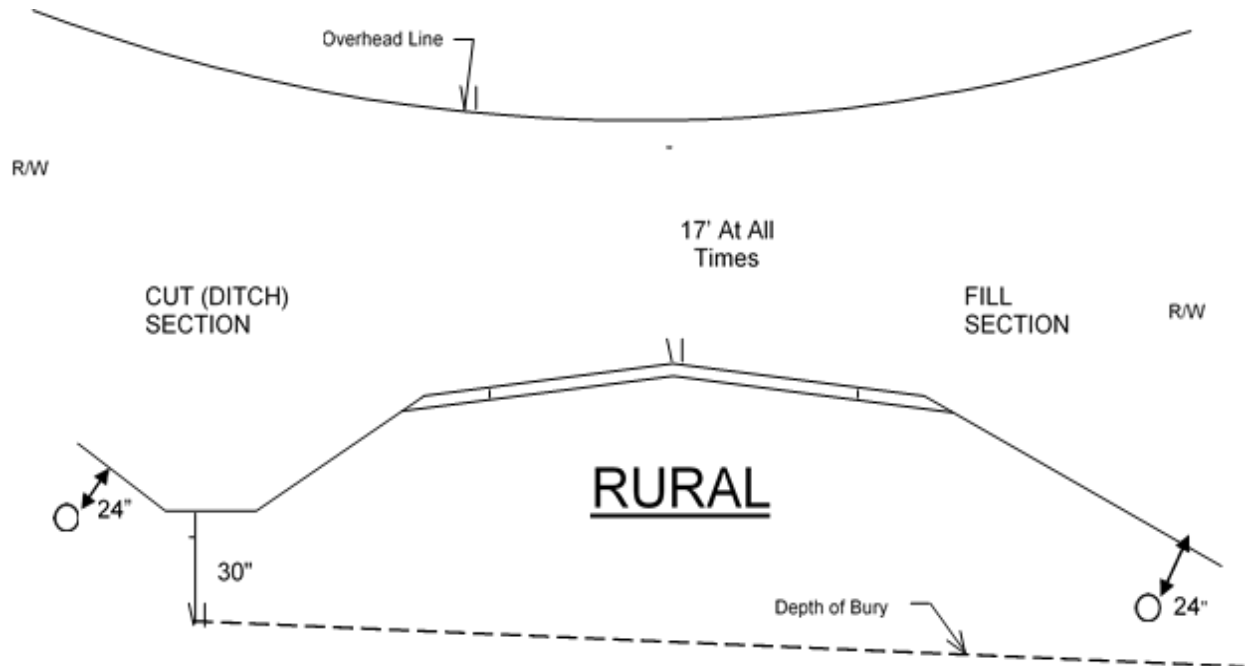 Overhead Line
R/W
17' At All
Times
CUT (DITCH)
SECTION
FILL
SECTION
R/W
RURAL
24"
30"
24"
Depth of Bury